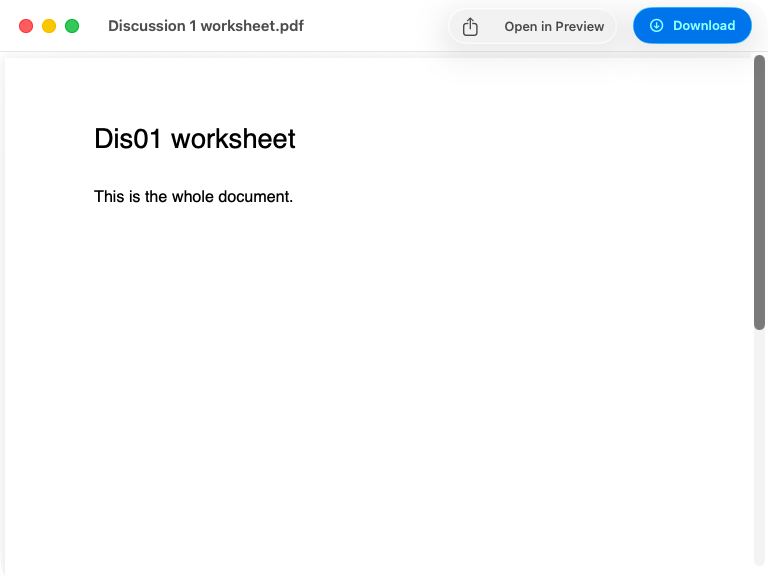 Discussion 1 worksheet.pdf
Open in Preview
Download
Dis01 worksheet
This is the whole document.